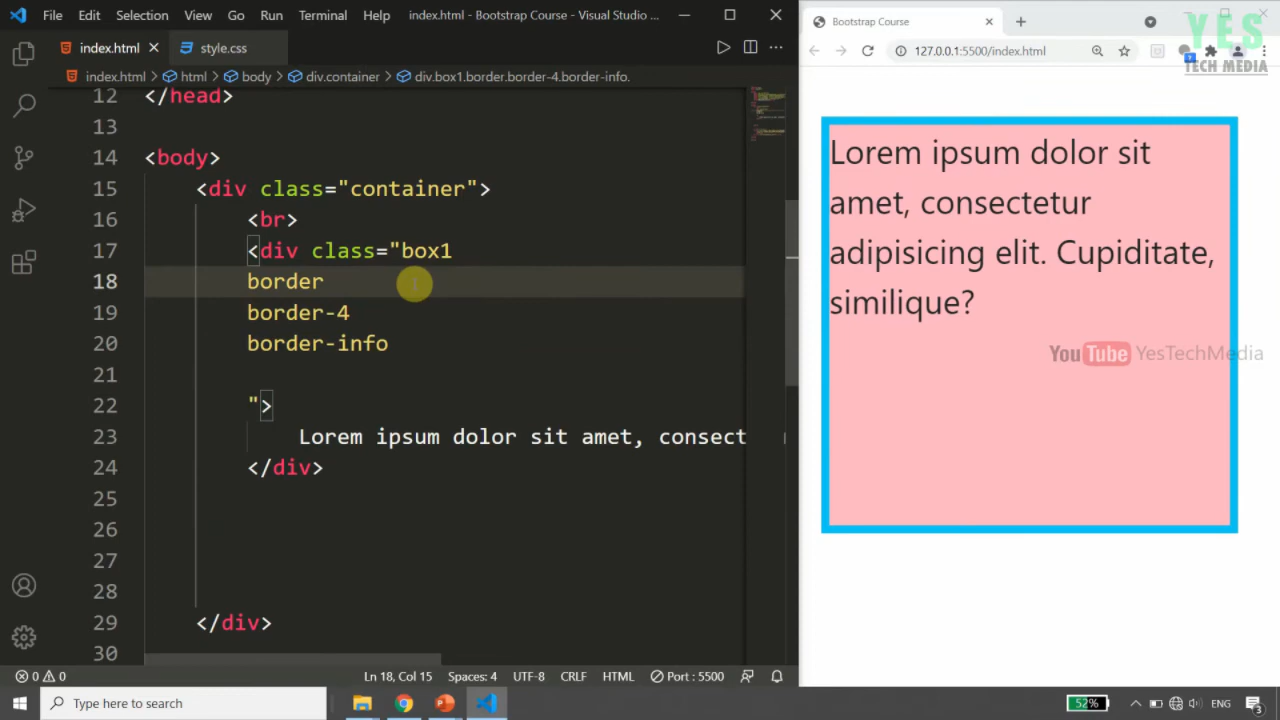 File Edit Selection View Go Run Terminal Help index.html - Bootstrap Course - Visual Studio ...
index.html style.css
index.html > html > body > div.container > div.box1.border.border-4.border-info.
12 </head>
13
14 <body>
15 <div class="container">
16 <br>
17 <div class="box1
18 border
19 border-4
20 border-info
21
22 ">
23 Lorem ipsum dolor sit amet, consect
24 </div>
25
26
27
28
29 </div>
30
0 0 Ln 18, Col 15 Spaces: 4 UTF-8 CRLF HTML Port : 5500
Bootstrap Course
127.0.0.1:5500/index.html
YES
TECH MEDIA
Lorem ipsum dolor sit
amet, consectetur
adipisicing elit. Cupiditate,
similique?
YouTube YesTechMedia
Type here to search
52%
ENG
3